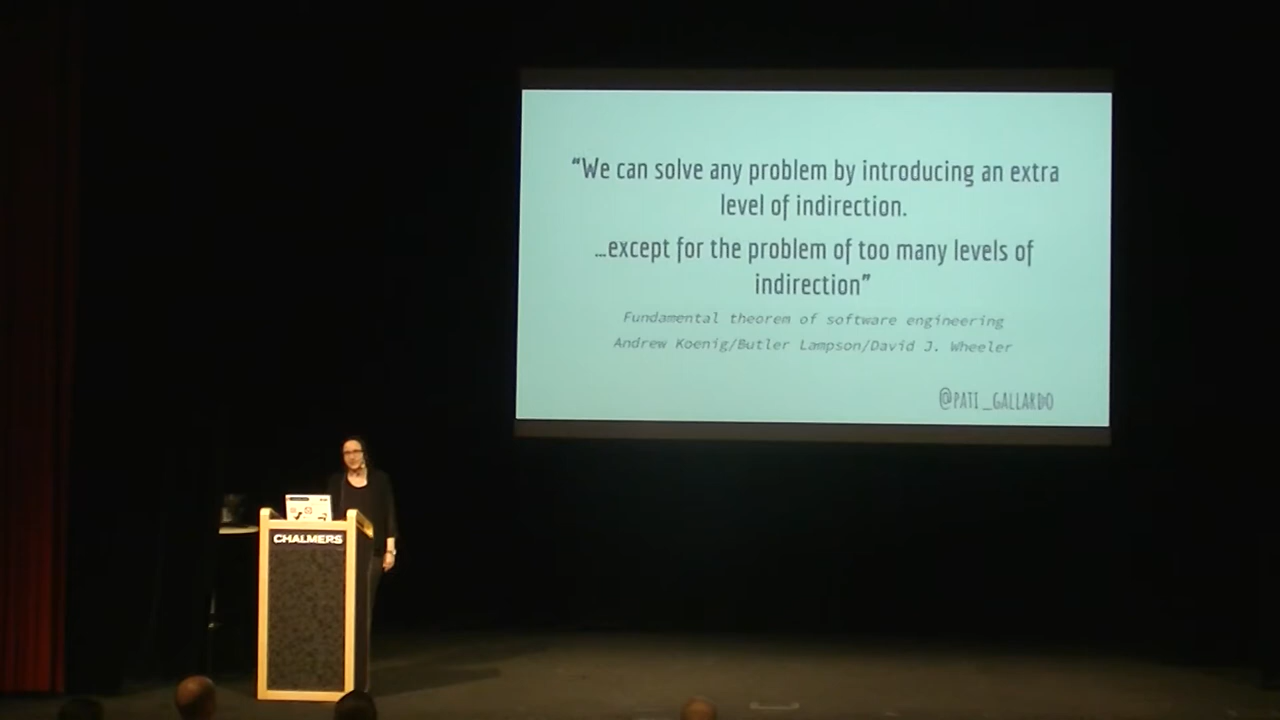 “We can solve any problem by introducing an extra
level of indirection.
…except for the problem of too many levels of
indirection”
Fundamental theorem of software engineering
Andrew Koenig/Butler Lampson/David J. Wheeler
@PATI_GALLARDO
CHALMERS